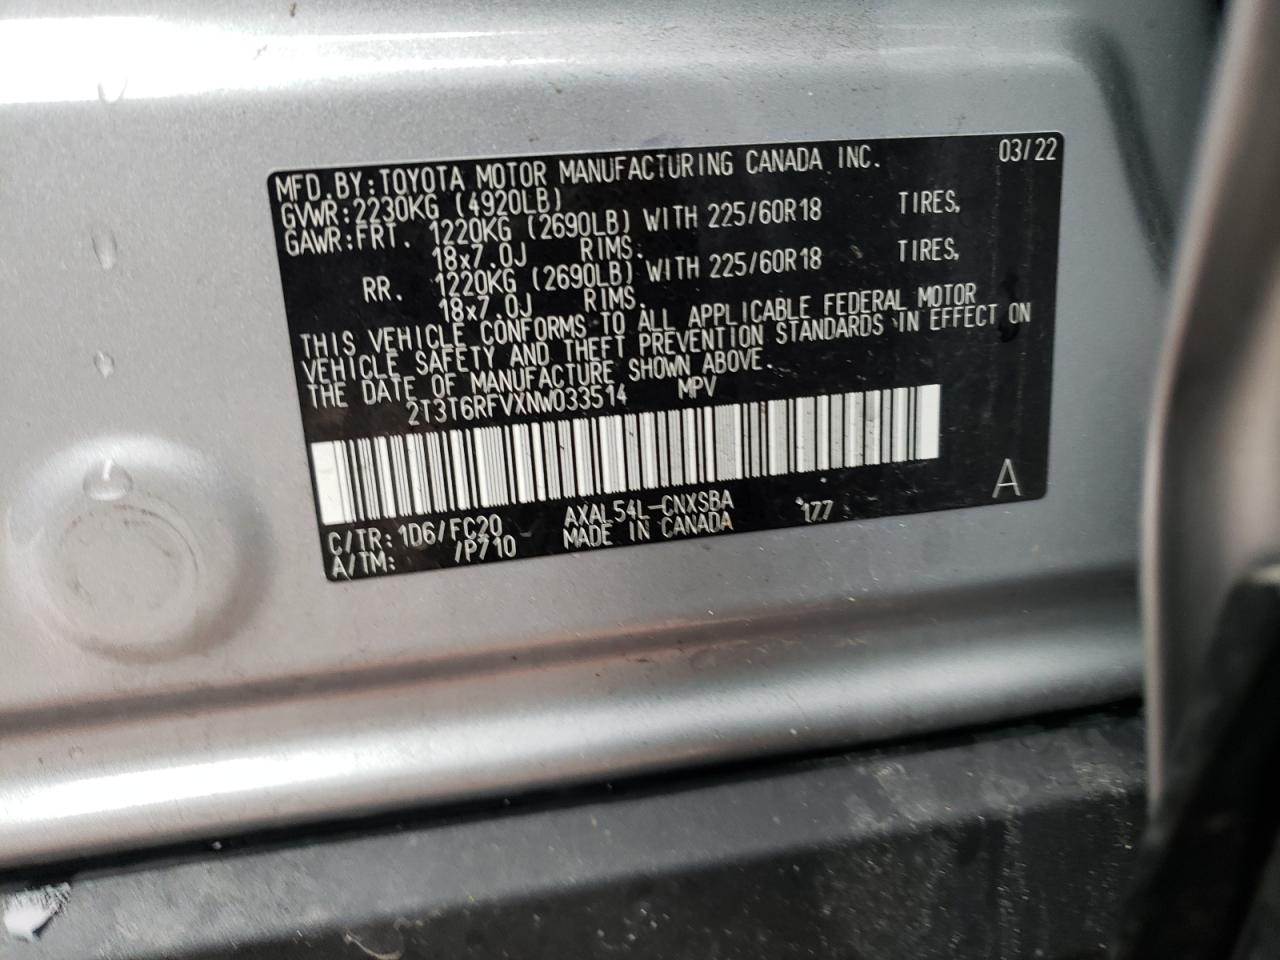 MFD.BY:TOYOTA MOTOR MANUFACTURING CANADA INC. 03/22
GVWR:2230KG (4920LB)
GAWR:FRT. 1220KG (2690LB) WITH 225/60R18 TIRES,
18x7.0J RIMS.
RR. 1220KG (2690LB) WITH 225/60R18 TIRES,
18x7.0J RIMS.
THIS VEHICLE CONFORMS TO ALL APPLICABLE FEDERAL MOTOR
VEHICLE SAFETY AND THEFT PREVENTION STANDARDS IN EFFECT ON
THE DATE OF MANUFACTURE SHOWN ABOVE.
2T3T6RFVXNW033514 MPV
C/TR: 1D6/FC20 AXAL54L-CNXSBA *177
A/TM: /P710 MADE IN CANADA
A